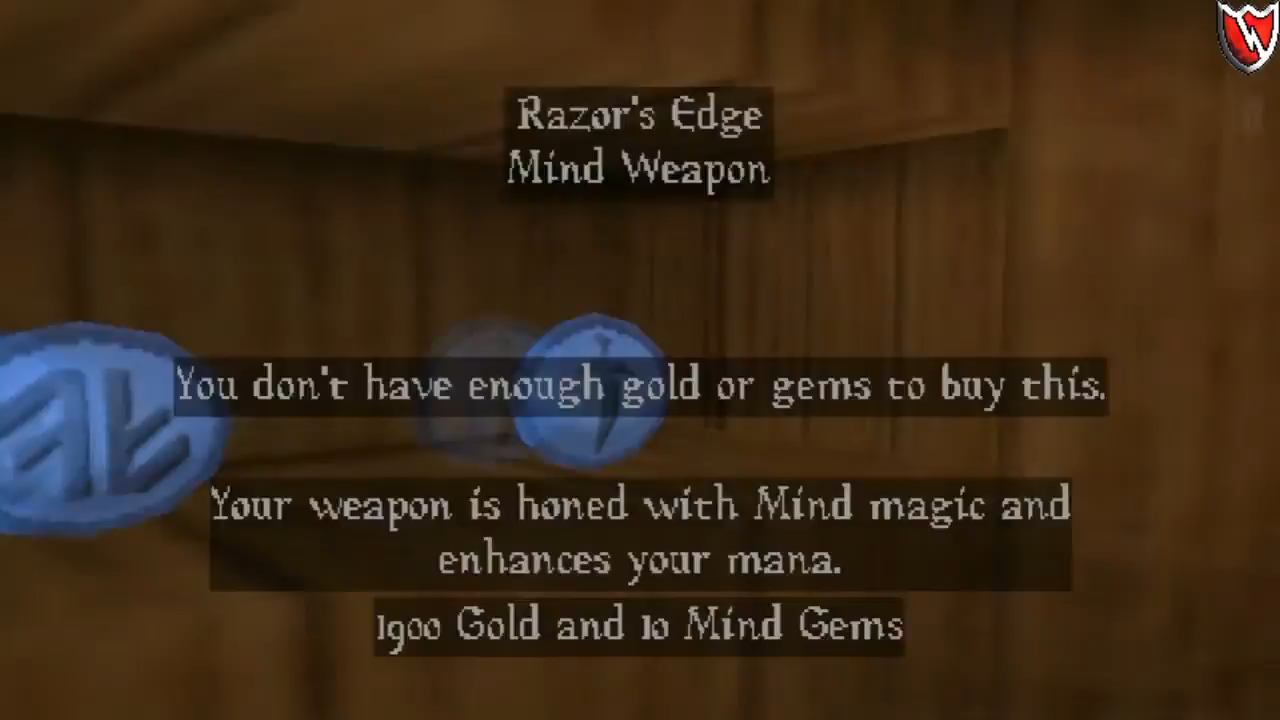 Razor's Edge
Mind Weapon
You don't have enough gold or gems to buy this.
Your weapon is honed with Mind magic and
enhances your mana.
1900 Gold and 10 Mind Gems